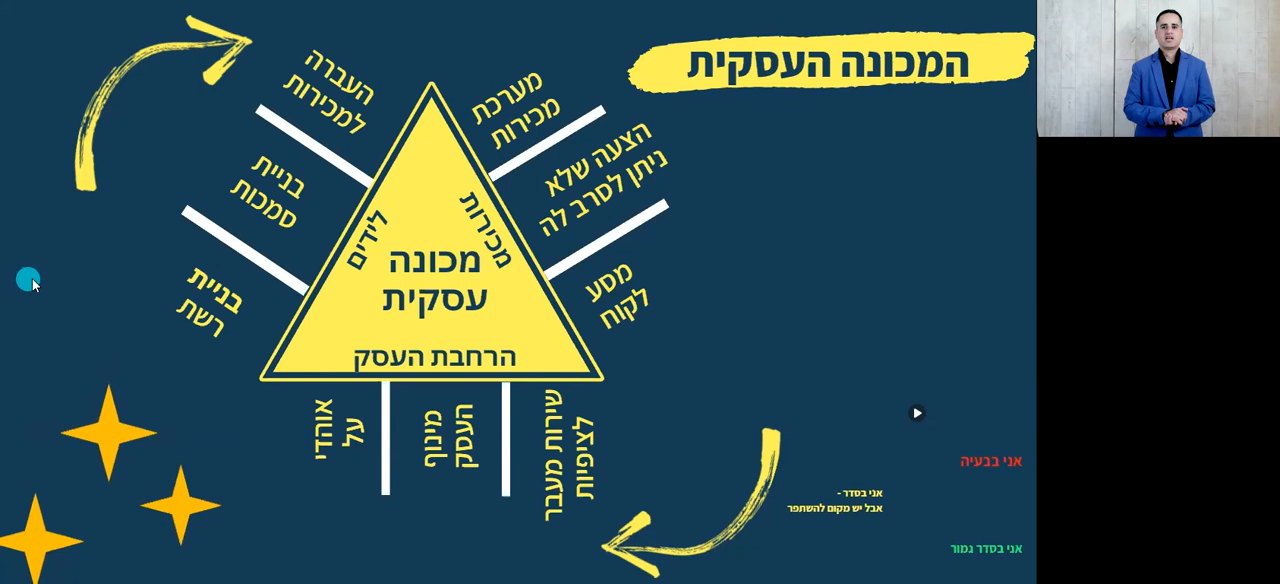 המכונה העסקית
העברה
למכירות
בניית
סמכות
בניית
רשת
מערכת
מכירות
הצעה שלא
ניתן לסרב לה
מסע
לקוח
לידים
מכירות
מכונה
עסקית
הרחבת העסק
אוהדי
על
מינוף
העסק
שירות מעבר
לציפיות
אני בבעיה
אני בסדר -
אבל יש מקום להשתפר
אני בסדר גמור